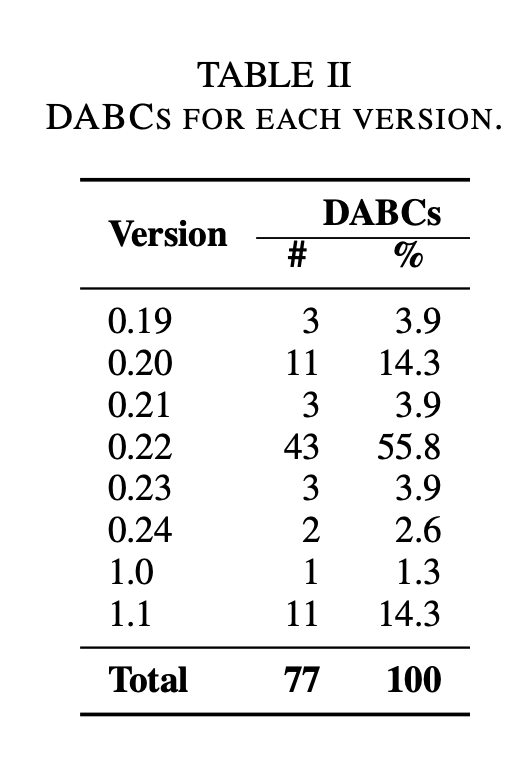 TABLE II
DABCS FOR EACH VERSION.
Version DABCs
# %
0.19 3 3.9
0.20 11 14.3
0.21 3 3.9
0.22 43 55.8
0.23 3 3.9
0.24 2 2.6
1.0 1 1.3
1.1 11 14.3
Total 77 100